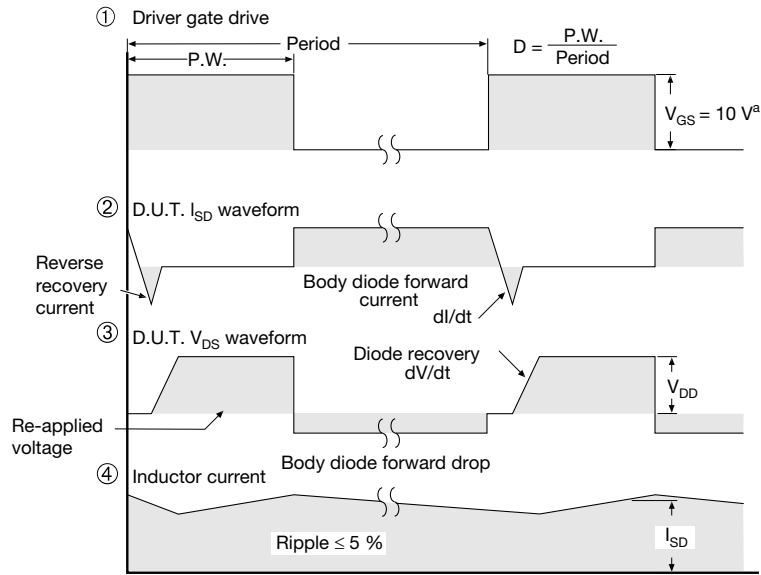 ① Driver gate drive
Period
P.W.
D = P.W. / Period
V_GS = 10 V^a
② D.U.T. I_SD waveform
Reverse
recovery
current
Body diode forward
current
dI/dt
③ D.U.T. V_DS waveform
Diode recovery
dV/dt
V_DD
Re-applied
voltage
Body diode forward drop
④ Inductor current
Ripple ≤ 5 %
I_SD